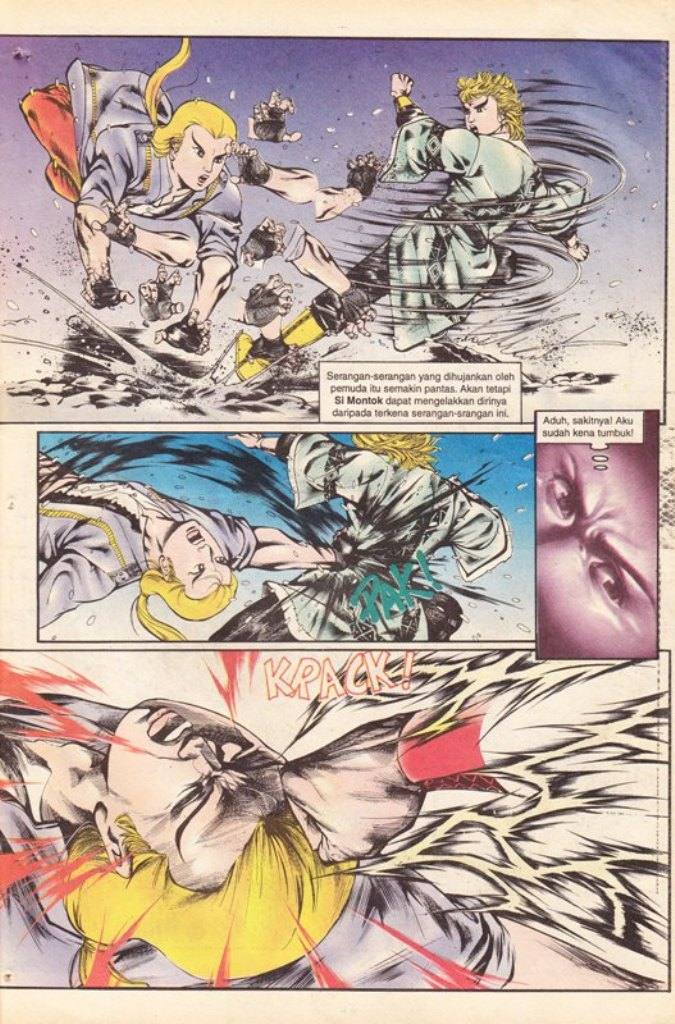 Serangan-serangan yang dihujankan oleh
pemuda itu semakin pantas. Akan tetapi
Si Montok dapat mengelakkan dirinya
daripada terkena serangan-srangan ini.
Aduh, sakitnya! Aku
sudah kena tumbuk!
PAK!
KRACK!